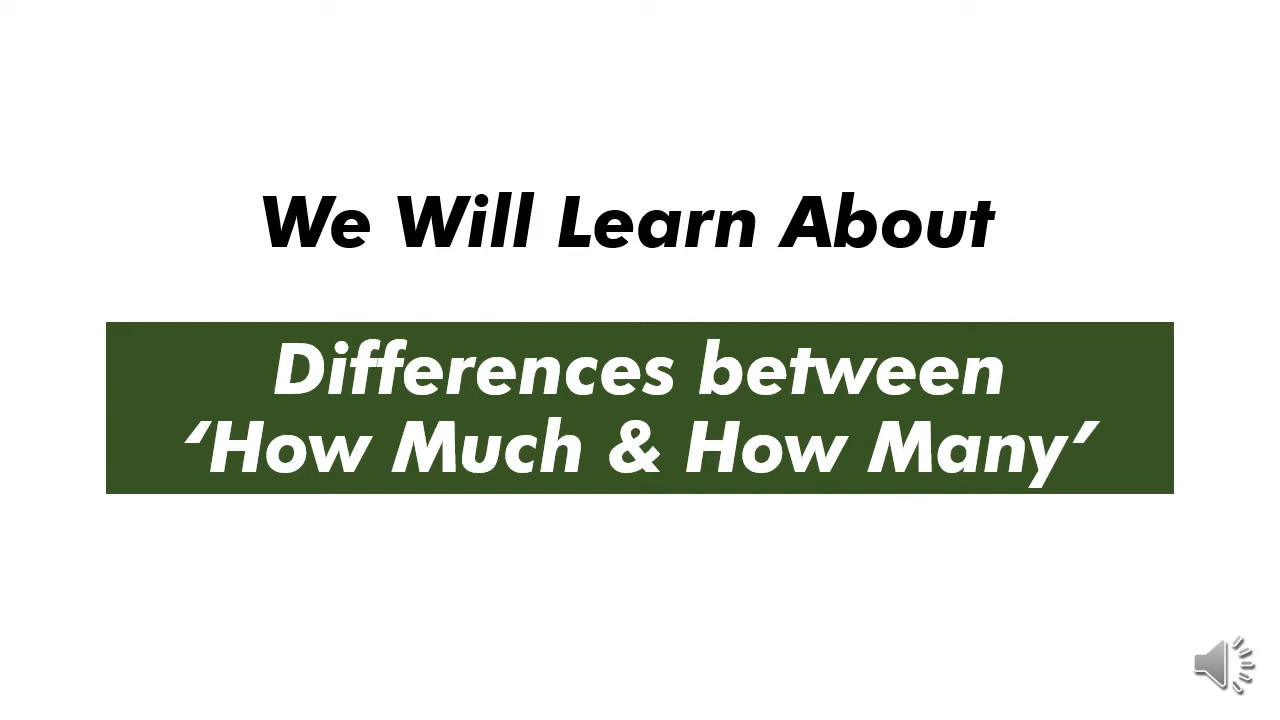 We Will Learn About
Differences between
‘How Much & How Many’